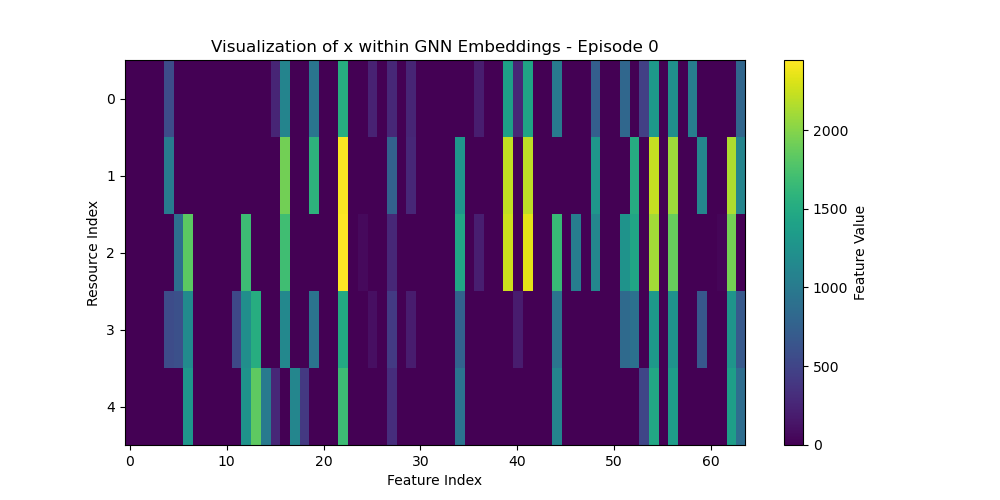 Visualization of x within GNN Embeddings - Episode 0
Resource Index
0
1
2
3
4
0 10 20 30 40 50 60
Feature Index
2000
1500
1000
500
0
Feature Value